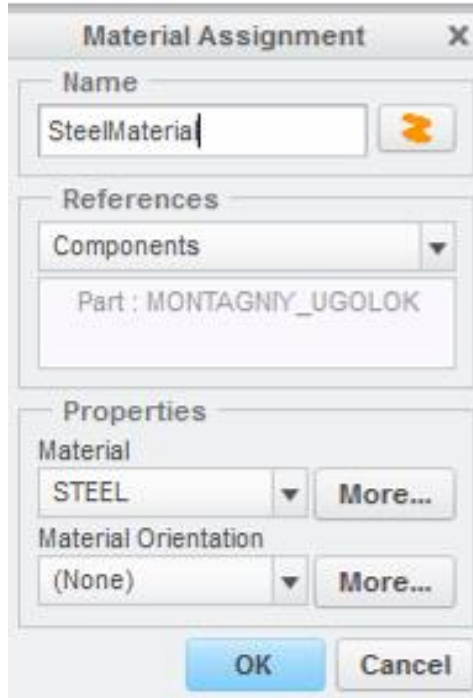 Material Assignment
Name
SteelMaterial
References
Components
Part : MONTAGNIY_UGOLOK
Properties
Material
STEEL
More...
Material Orientation
(None)
More...
OK Cancel